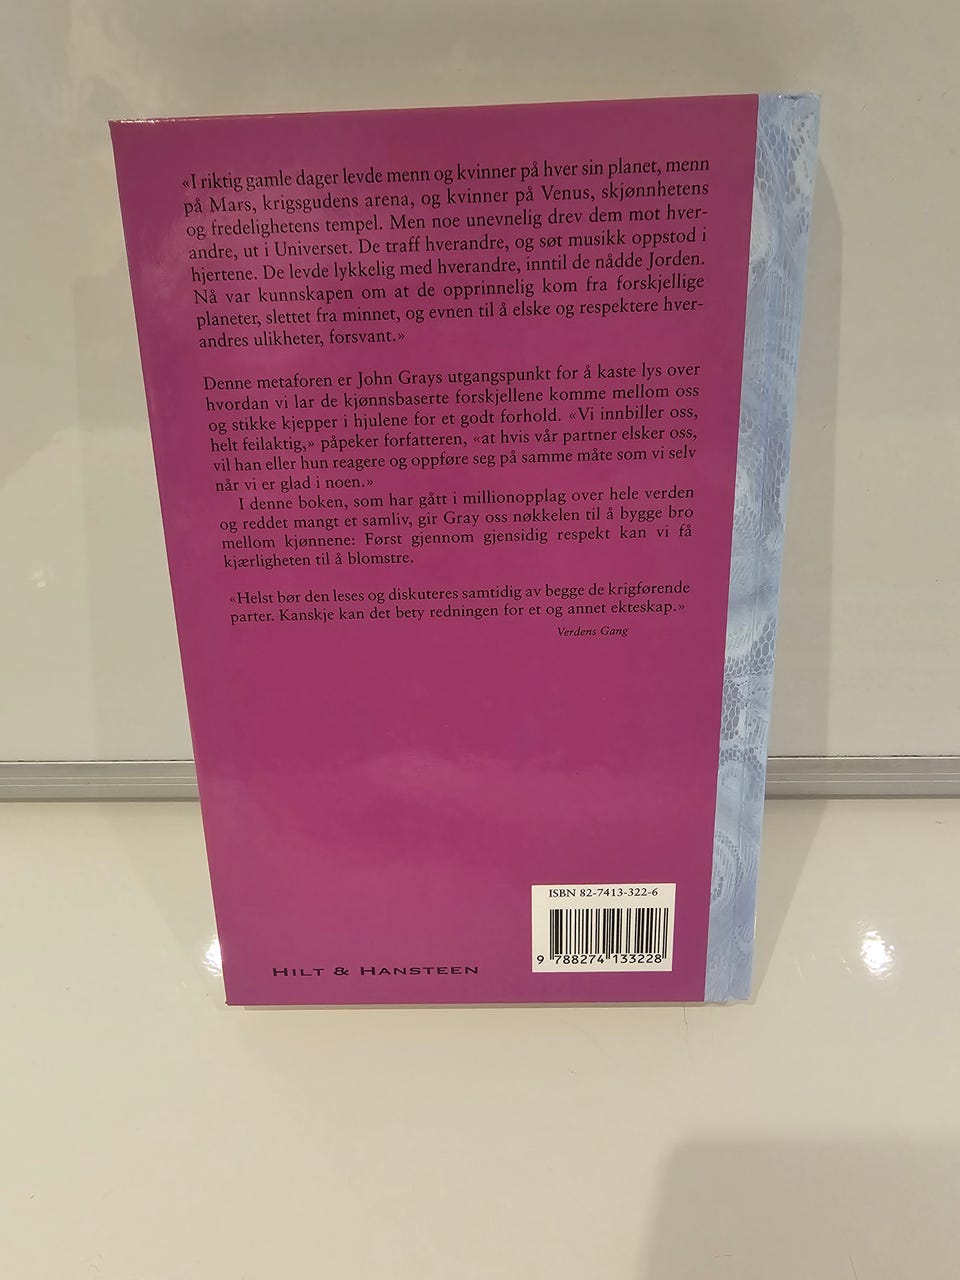 «I riktig gamle dager levde menn og kvinner på hver sin planet, menn
på Mars, krigsgudens arena, og kvinner på Venus, skjønnhetens
og fredelighetens tempel. Men noe unevnelig drev dem mot hver-
andre, ut i Universet. De traff hverandre, og søt musikk oppstod i
hjertene. De levde lykkelig med hverandre, inntil de nådde Jorden.
Nå var kunnskapen om at de opprinnelig kom fra forskjellige
planeter, slettet fra minnet, og evnen til å elske og respektere hver-
andres ulikheter, forsvant.»
Denne metaforen er John Grays utgangspunkt for å kaste lys over
hvordan vi lar de kjønnsbaserte forskjellene komme mellom oss
og stikke kjepper i hjulene for et godt forhold. «Vi innbiller oss,
helt feilaktig,» påpeker forfatteren, «at hvis vår partner elsker oss,
vil han eller hun reagere og oppføre seg på samme måte som vi selv
når vi er glad i noen.»
I denne boken, som har gått i millionopplag over hele verden
og reddet mangt et samliv, gir Gray oss nøkkelen til å bygge bro
mellom kjønnene: Først gjennom gjensidig respekt kan vi få
kjærligheten til å blomstre.
«Helst bør den leses og diskuteres samtidig av begge de krigførende
parter. Kanskje kan det bety redningen for et og annet ekteskap.»
Verdens Gang
ISBN 82-7413-322-6
9 788274 133228
HILT & HANSTEEN